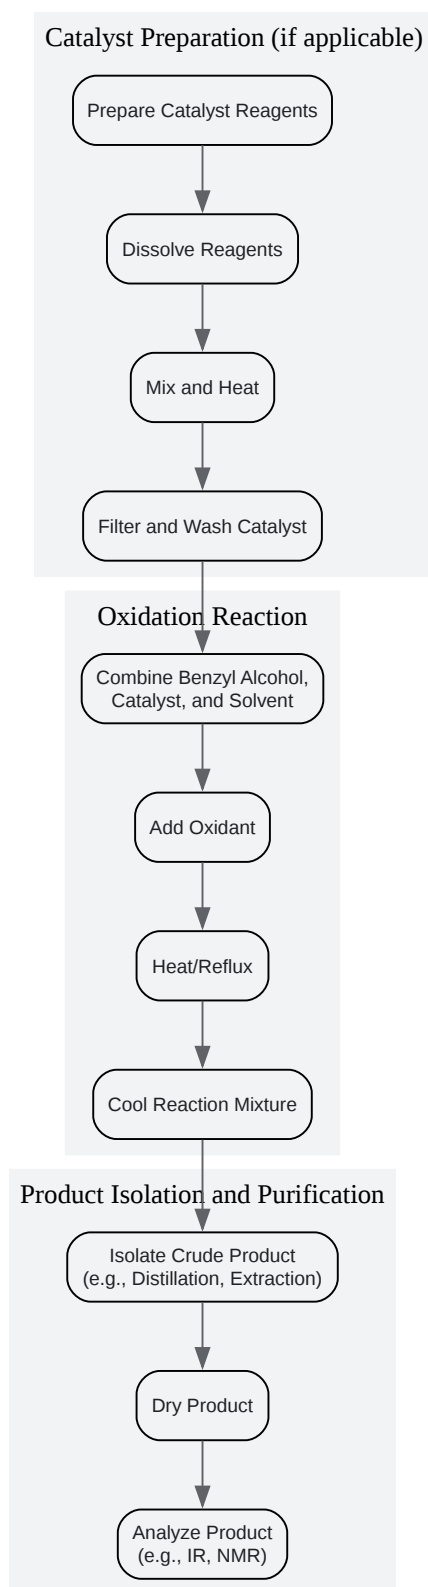 Catalyst Preparation (if applicable)
Prepare Catalyst Reagents
Dissolve Reagents
Mix and Heat
Filter and Wash Catalyst
Oxidation Reaction
Combine Benzyl Alcohol,
Catalyst, and Solvent
Add Oxidant
Heat/Reflux
Cool Reaction Mixture
Product Isolation and Purification
Isolate Crude Product
(e.g., Distillation, Extraction)
Dry Product
Analyze Product
(e.g., IR, NMR)